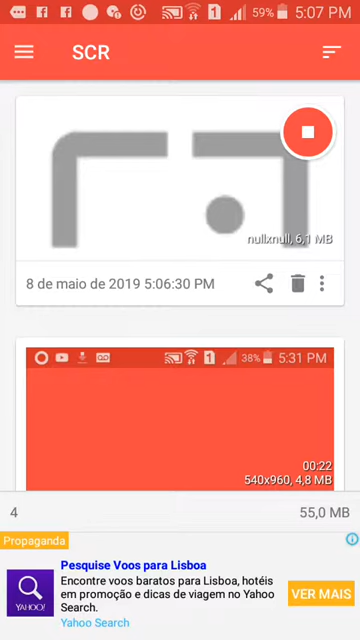 59% 5:07 PM
SCR
nullxnull, 6,1 MB
8 de maio de 2019 5:06:30 PM
1 38% 5:31 PM
00:22
540x960, 4,8 MB
4 55,0 MB
Propaganda
Pesquise Voos para Lisboa
Encontre voos baratos para Lisboa, hotéis
em promoção e dicas de viagem no Yahoo
Search.
Yahoo Search
YAHOO!
VER MAIS